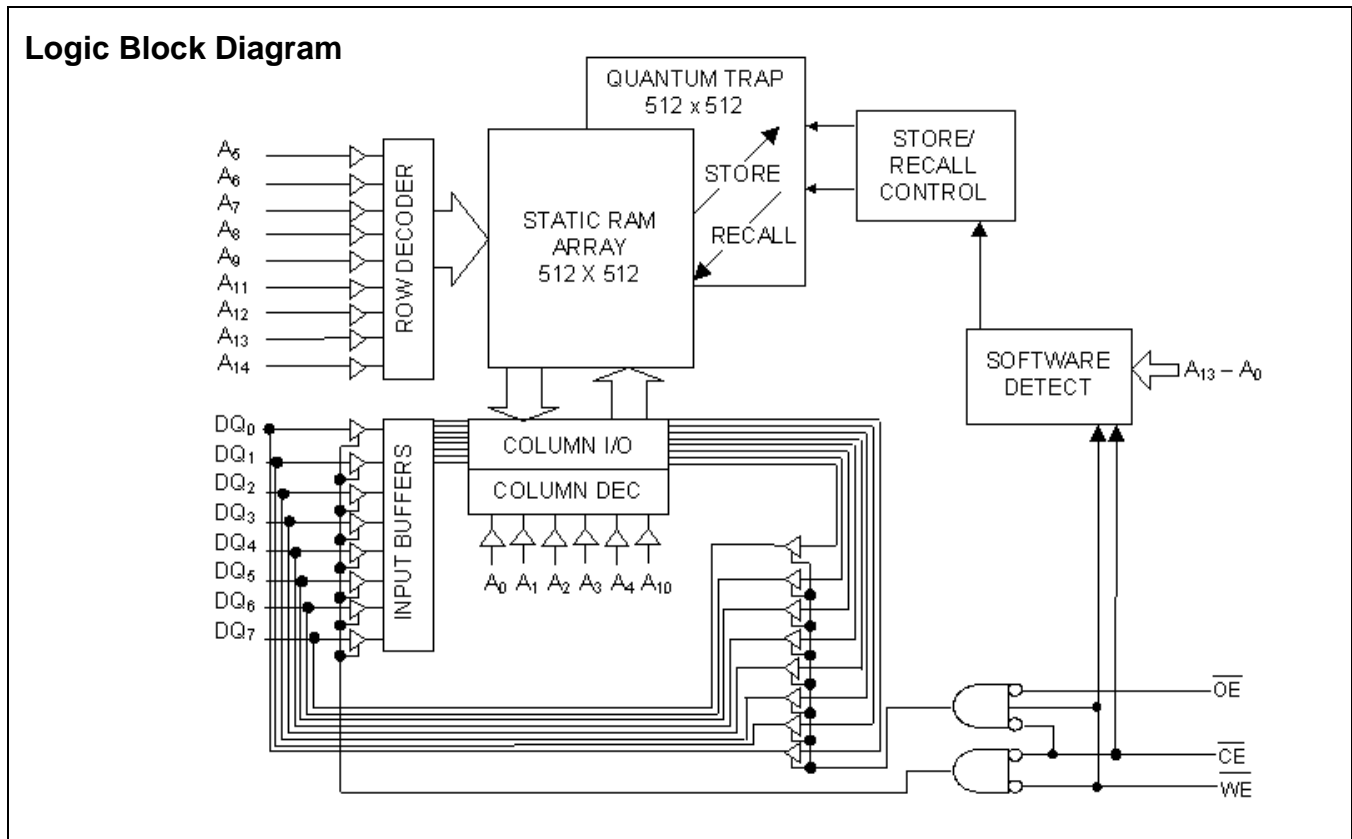 Logic Block Diagram
QUANTUM TRAP
512 x 512
STORE
RECALL
STORE/
RECALL
CONTROL
A5
A6
A7
A8
A9
A11
A12
A13
A14
ROW DECODER
STATIC RAM
ARRAY
512 X 512
SOFTWARE
DETECT
A13 – A0
DQ0
DQ1
DQ2
DQ3
DQ4
DQ5
DQ6
DQ7
INPUT BUFFERS
COLUMN I/O
COLUMN DEC
A0 A1 A2 A3 A4 A10
OE
CE
WE